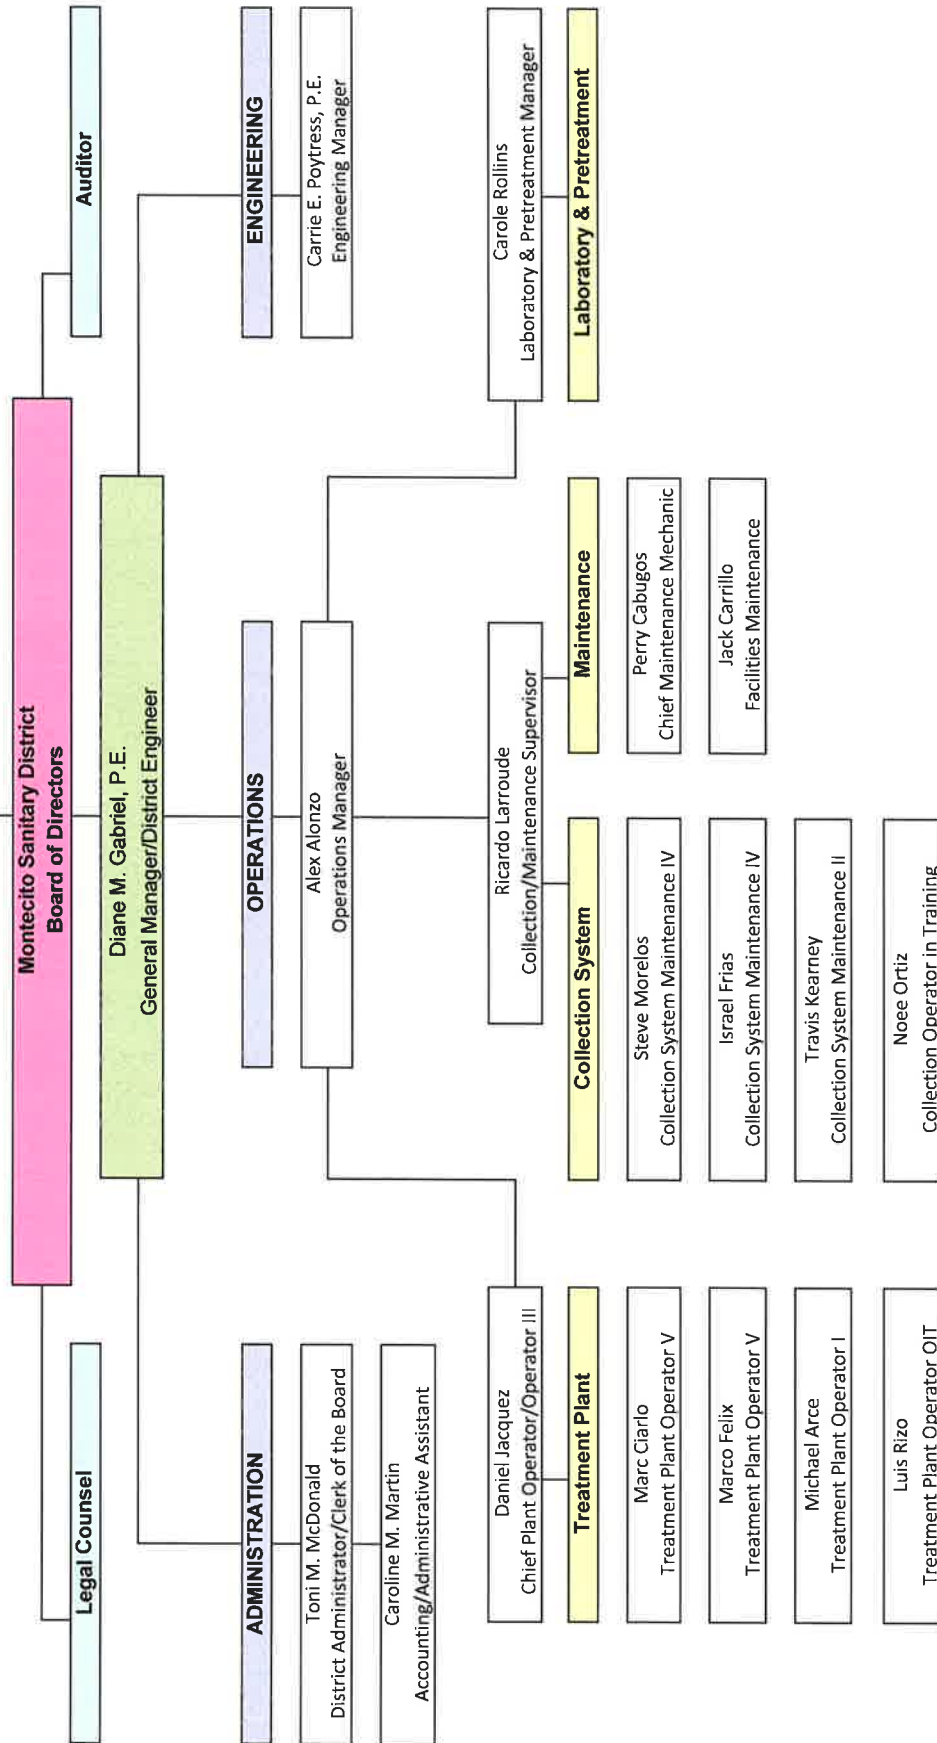 Montecito Sanitary District
Board of Directors
Legal Counsel
Auditor
Diane M. Gabriel, P.E.
General Manager/District Engineer
ADMINISTRATION
OPERATIONS
ENGINEERING
Toni M. McDonald
District Administrator/Clerk of the Board
Alex Alonzo
Operations Manager
Carrie E. Poytress, P.E.
Engineering Manager
Caroline M. Martin
Accounting/Administrative Assistant
Daniel Jacquez
Chief Plant Operator/Operator III
Ricardo Larroude
Collection/Maintenance Supervisor
Carole Rollins
Laboratory & Pretreatment Manager
Treatment Plant
Collection System
Maintenance
Laboratory & Pretreatment
Marc Ciarlo
Treatment Plant Operator V
Steve Morelos
Collection System Maintenance IV
Perry Cabugos
Chief Maintenance Mechanic
Marco Felix
Treatment Plant Operator V
Israel Frias
Collection System Maintenance IV
Jack Carrillo
Facilities Maintenance
Michael Arce
Treatment Plant Operator I
Travis Kearney
Collection System Maintenance II
Luis Rizo
Treatment Plant Operator OIT
Noee Ortiz
Collection Operator in Training